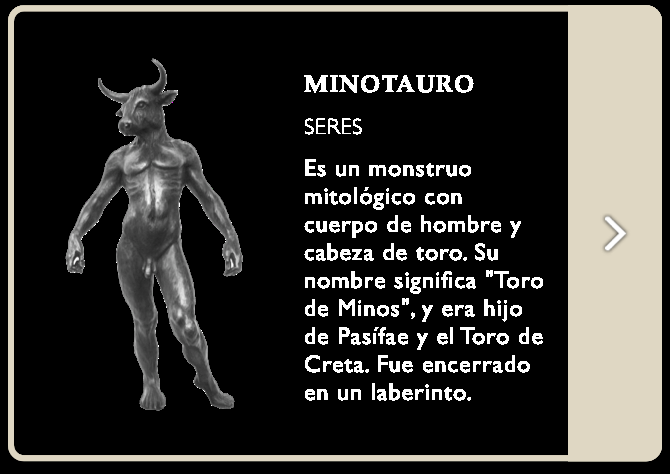 MINOTAURO
SERES
Es un monstruo
mitológico con
cuerpo de hombre y
cabeza de toro. Su
nombre significa "Toro
de Minos", y era hijo
de Pasífae y el Toro de
Creta. Fue encerrado
en un laberinto.